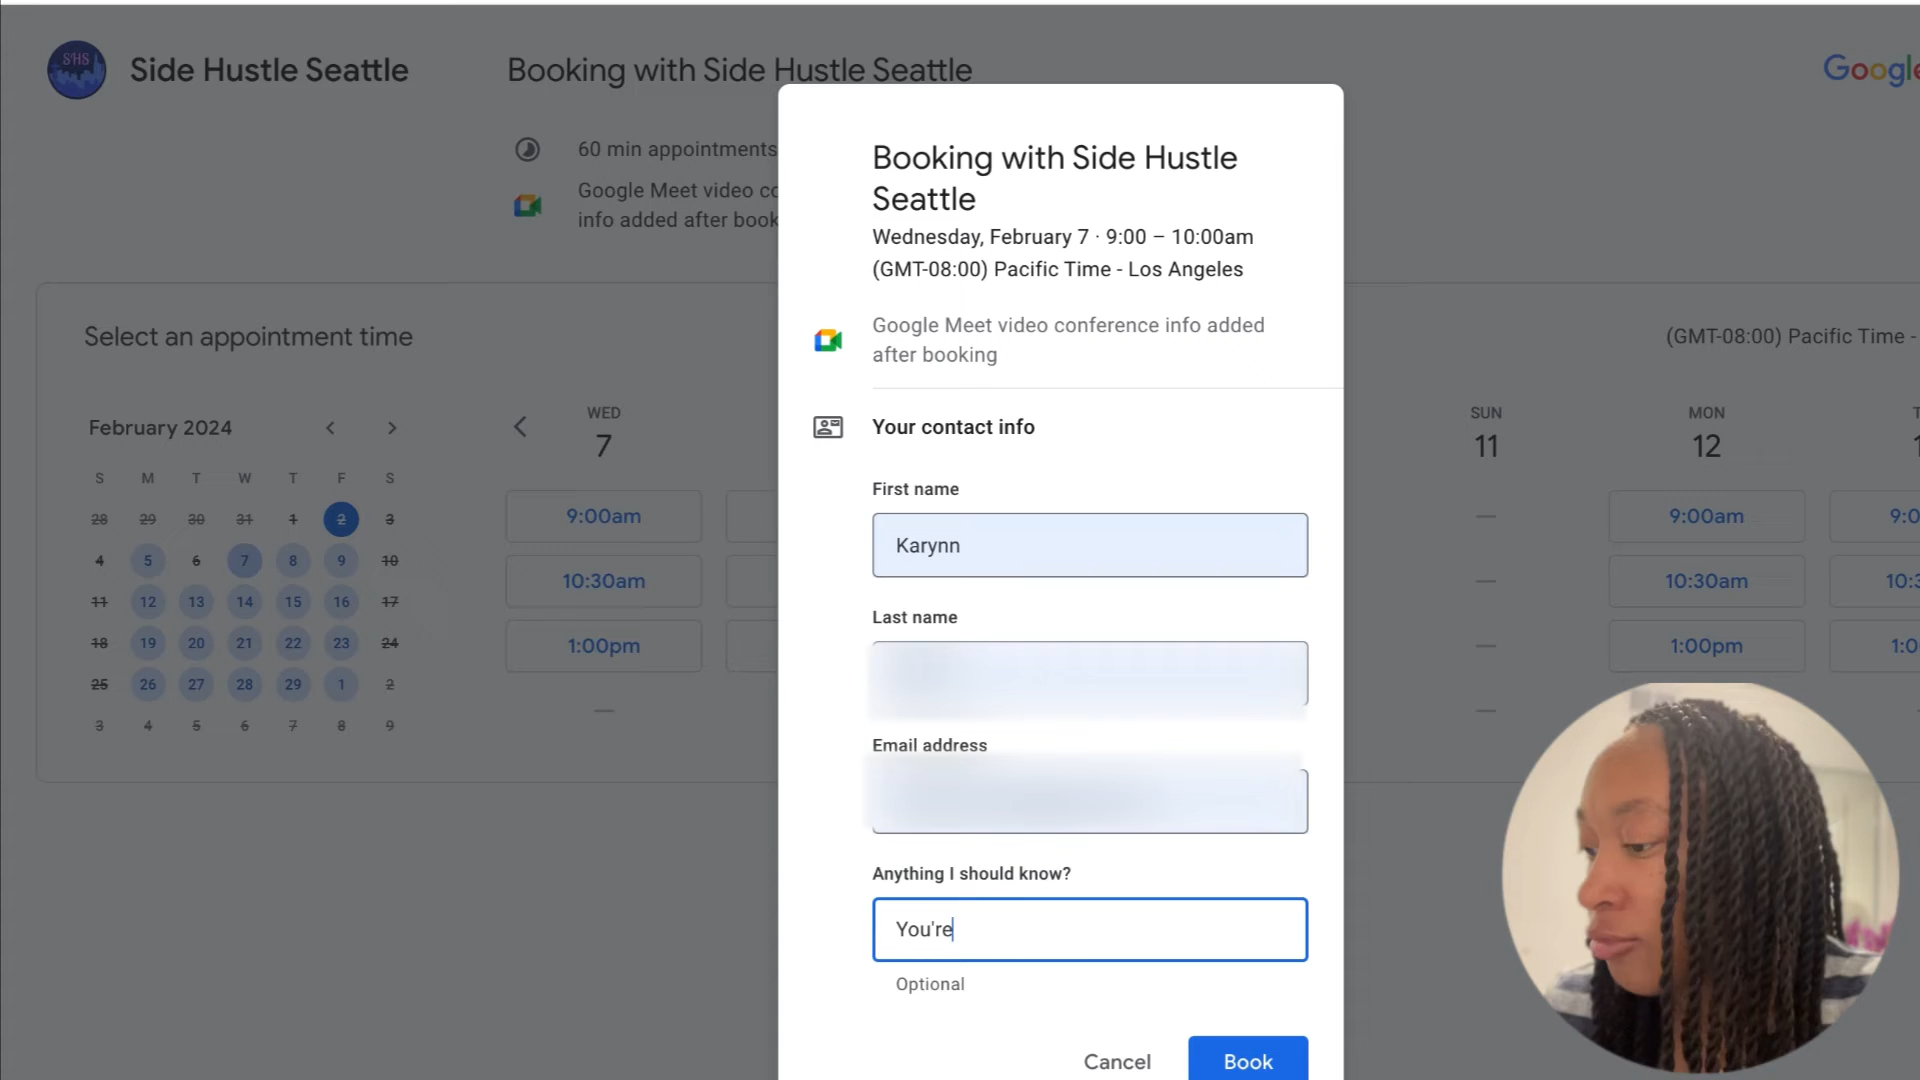 SHS
Side Hustle Seattle
Booking with Side Hustle Seattle
Google
60 min appointments
Google Meet video co
info added after book
Select an appointment time
(GMT-08:00) Pacific Time -
February 2024
S M T W T F S
28 29 30 31 1 2 3
4 5 6 7 8 9 10
11 12 13 14 15 16 17
18 19 20 21 22 23 24
25 26 27 28 29 1 2
3 4 5 6 7 8 9
WED
7
9:00am
10:30am
1:00pm
—
Booking with Side Hustle
Seattle
Wednesday, February 7 · 9:00 – 10:00am
(GMT-08:00) Pacific Time - Los Angeles
Google Meet video conference info added
after booking
Your contact info
First name
Karynn
Last name
Email address
Anything I should know?
You're
Optional
Cancel Book
SUN
11
—
—
—
—
MON
12
9:00am
10:30am
1:00pm
T
1
9:0
10:3
1:0